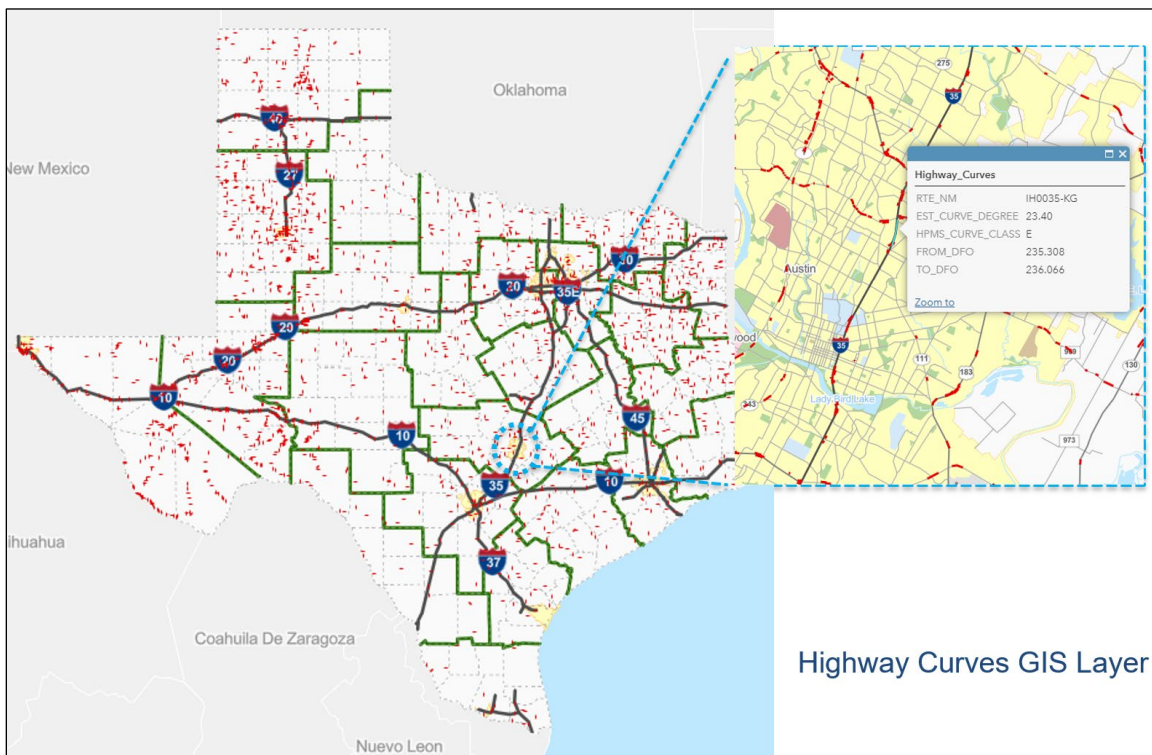 Oklahoma
New Mexico
27
30
20
35E
20
20
10
10
45
35
10
37
ihuahua
Coahuila De Zaragoza
Nuevo Leon
275
35
Highway_Curves
RTE_NM IH0035-KG
EST_CURVE_DEGREE 23.40
HPMS_CURVE_CLASS E
FROM_DFO 235.308
TO_DFO 236.066
Zoom to
Austin
wood
35
111
183
130
343
Lady Bird Lake
973
Highway Curves GIS Layer